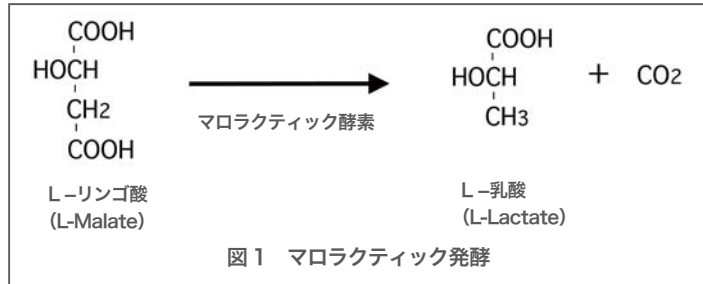 COOH
HOCH
CH2
COOH
L–リンゴ酸
(L-Malate)
マロラクティック酵素
COOH
HOCH
CH3
+ CO2
L–乳酸
(L-Lactate)
図1 マロラクティック発酵